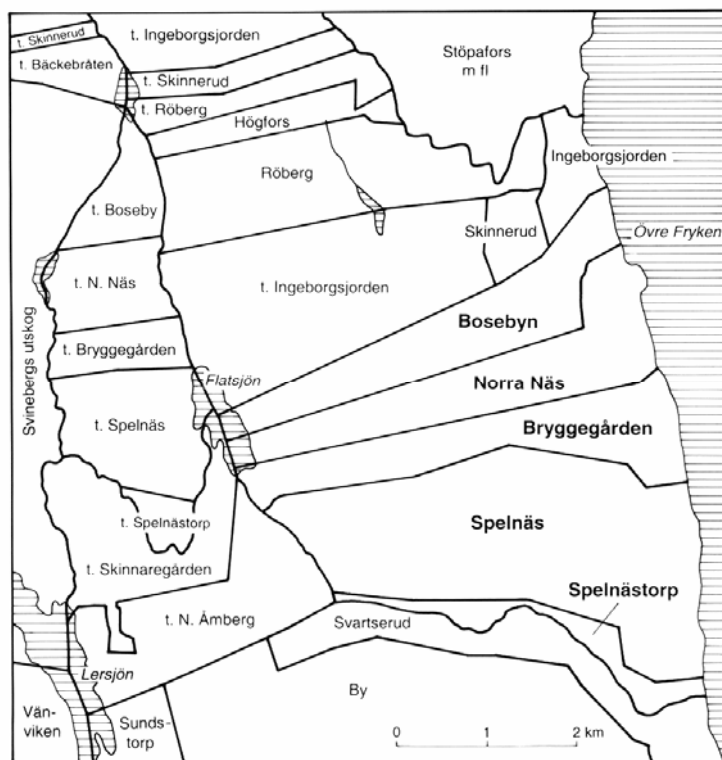 t. Skinnerud
t. Ingeborgsjorden
t. Bäckebråten
t. Skinnerud
Stöpafors
m fl
t. Röberg
Högfors
Ingeborgsjorden
Röberg
t. Boseby
Skinnerud
Övre Fryken
t. N. Näs
t. Ingeborgsjorden
Bosebyn
Svinebergs utskog
t. Bryggegården
Flatsjön
Norra Näs
Bryggegården
t. Spelnäs
t. Spelnästorp
Spelnäs
t. Skinnaregården
Spelnästorp
t. N. Åmberg
Svartserud
Lersjön
By
Vän-
viken
Sunds-
torp
0 1 2 km